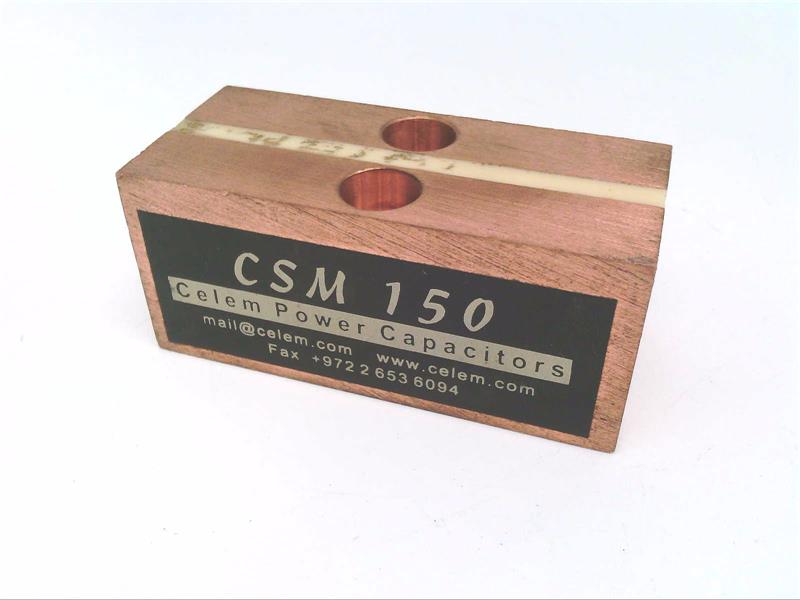 CSM 150
Celem Power Capacitors
mail@celem.com www.celem.com
Fax +972 2 653 6094